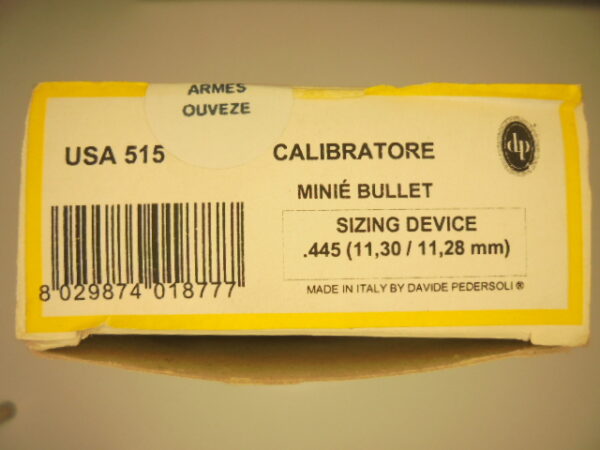 ARMES
OUVEZE
USA 515
CALIBRATORE
dp
MINIÉ BULLET
SIZING DEVICE
.445 (11,30 / 11,28 mm)
8 029874 018777
MADE IN ITALY BY DAVIDE PEDERSOLI ®